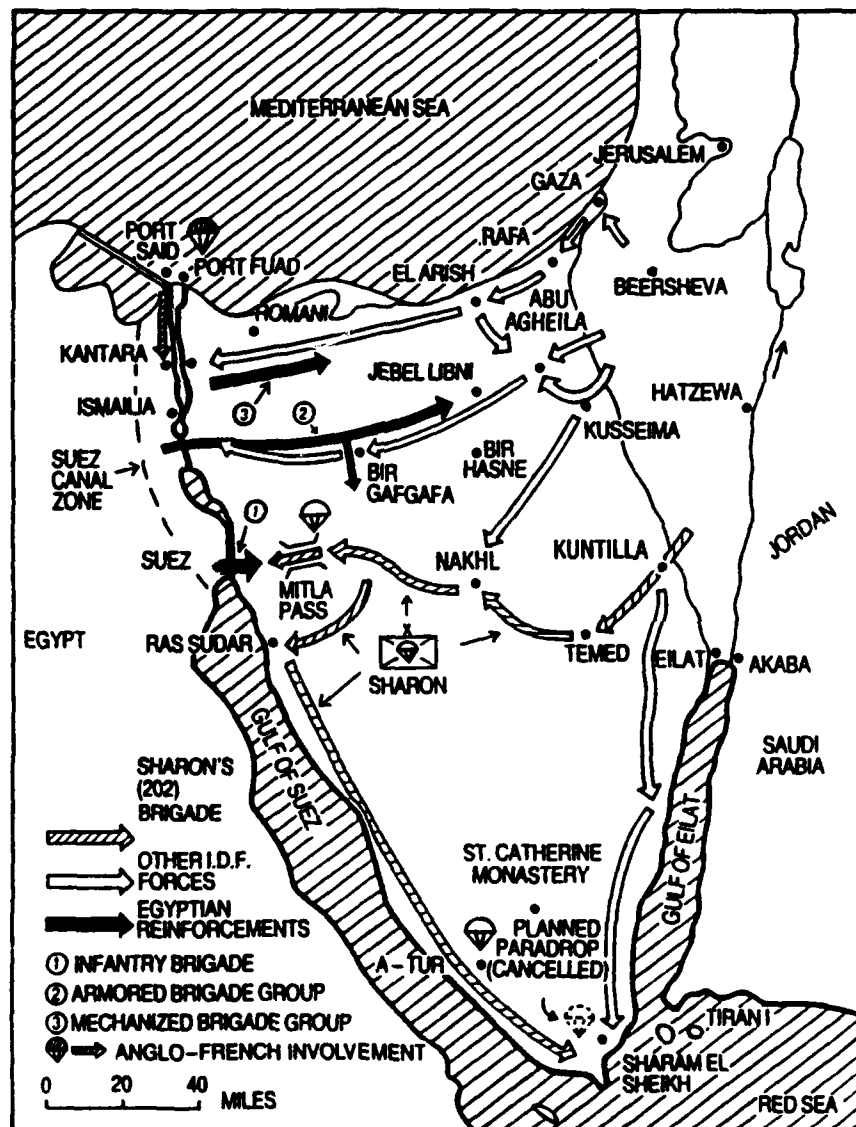 MEDITERRANEAN SEA
JERUSALEM
GAZA
PORT
SAID
PORT FUAD
RAFA
EL ARISH
BEERSHEVA
ABU
AGHEILA
ROMANI
KANTARA
JEBEL LIBNI
HATZEWA
ISMAILIA
③
②
KUSSEIMA
SUEZ
CANAL
ZONE
BIR
GAFGAFA
BIR
HASNE
①
JORDAN
SUEZ
MITLA
PASS
NAKHL
KUNTILLA
EGYPT
RAS SUDAR
X
SHARON
TEMED
EILAT
AKABA
GULF OF SUEZ
SAUDI
ARABIA
GULF OF EILAT
SHARON'S
(202)
BRIGADE
OTHER I.D.F.
FORCES
EGYPTIAN
REINFORCEMENTS
① INFANTRY BRIGADE
② ARMORED BRIGADE GROUP
③ MECHANIZED BRIGADE GROUP
ANGLO-FRENCH INVOLVEMENT
0 20 40
MILES
ST. CATHERINE
MONASTERY
PLANNED
PARADROP
(CANCELLED)
A-TUR
TIRAN I
SHARAM EL
SHEIKH
RED SEA